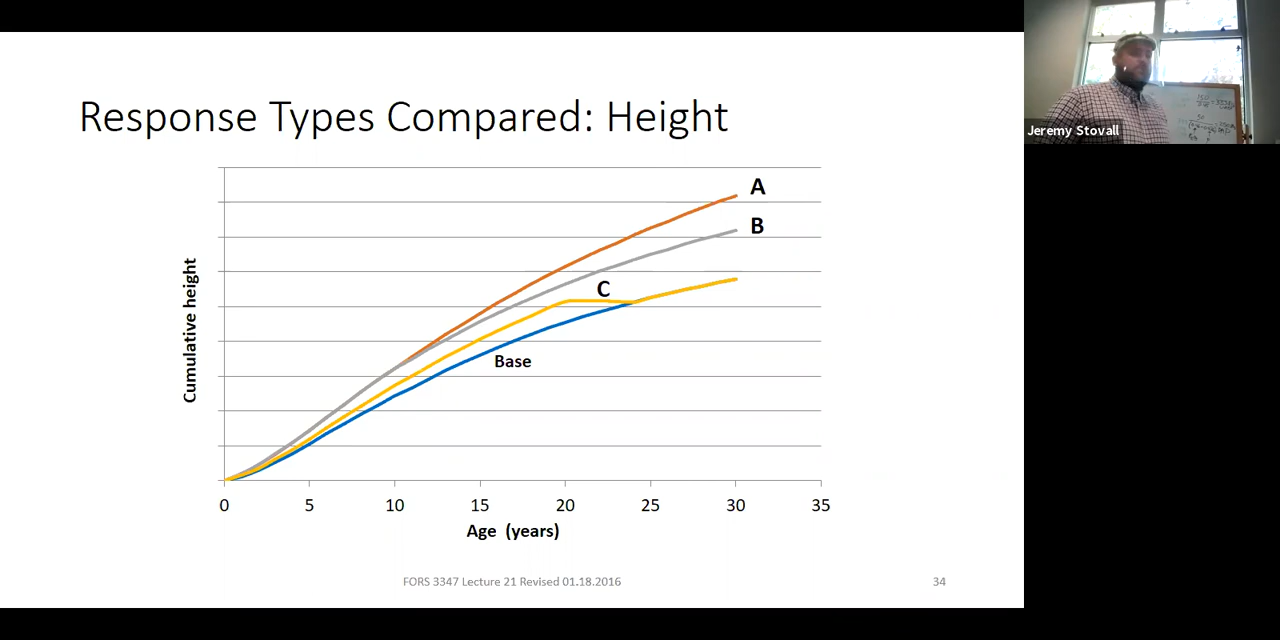 Response Types Compared: Height
A
B
C
Base
Cumulative height
0 5 10 15 20 25 30 35
Age (years)
FORS 3347 Lecture 21 Revised 01.18.2016
34
Jeremy Stovall